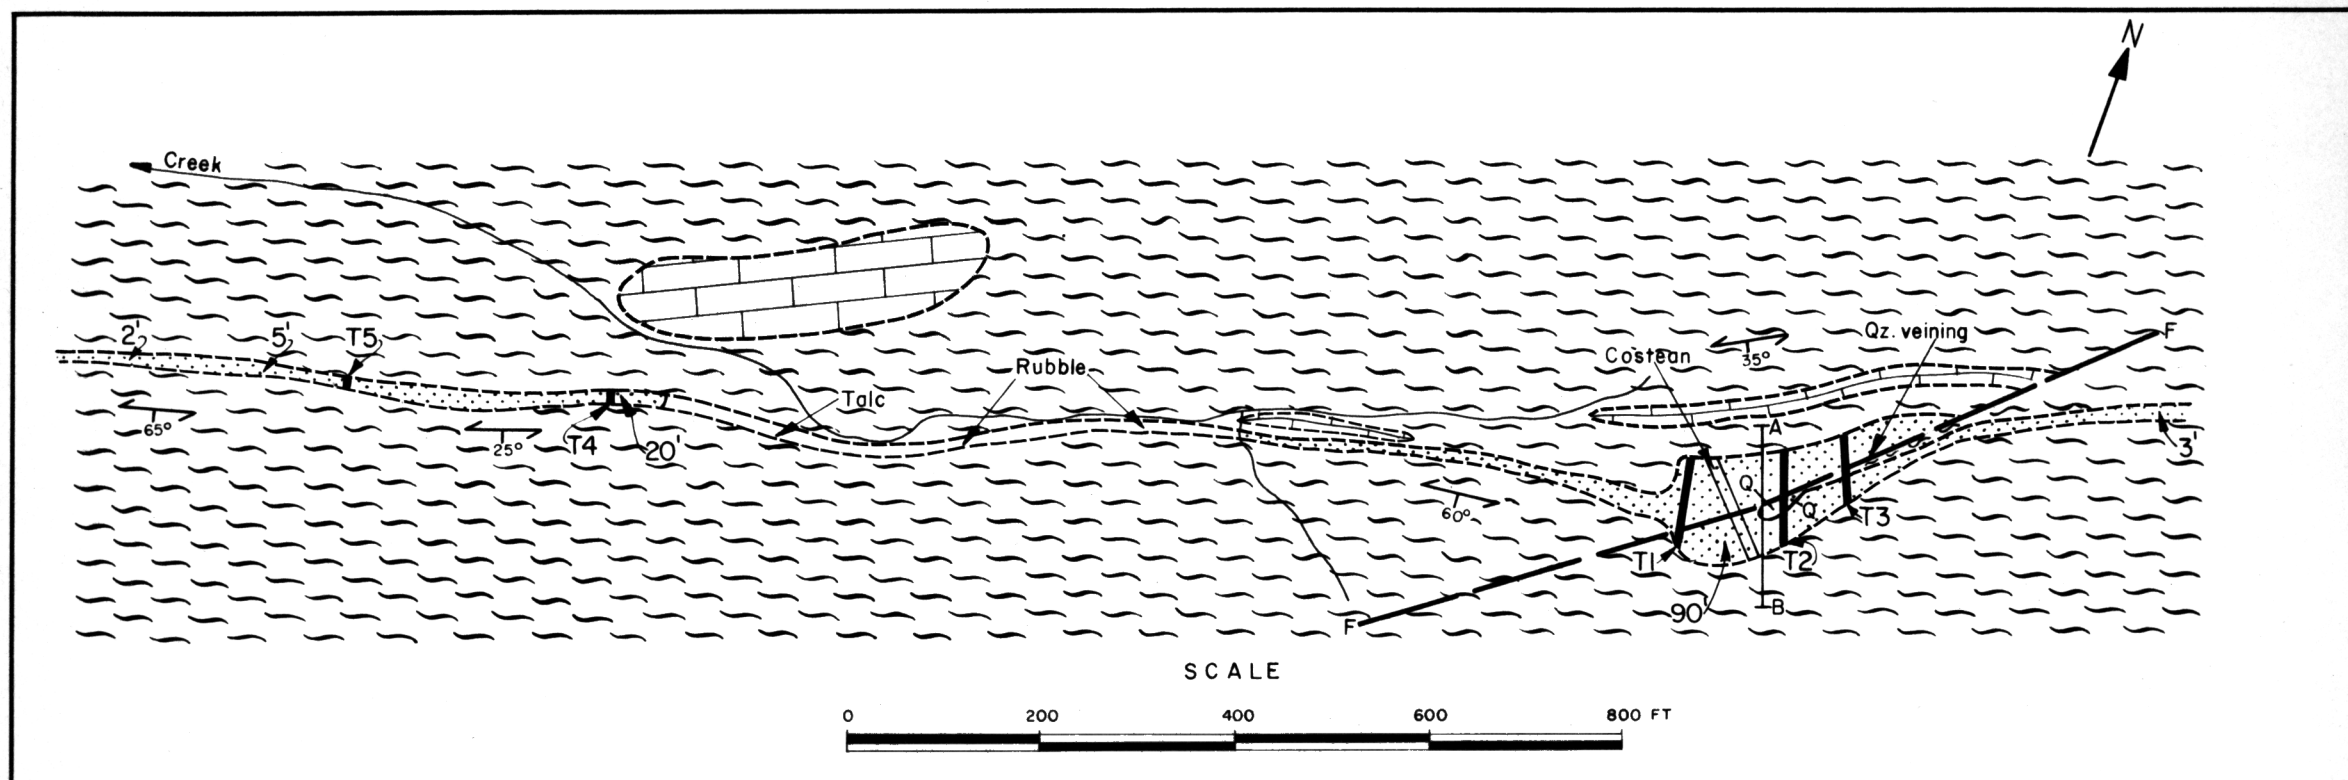 N
Creek
2'
5'
T5
65°
25°
T4
20'
Talc
Rubble
Costean
35°
Qz. veining
F
A
3'
60°
Q
Q
T3
T1
T2
90'
B
F
SCALE
0 200 400 600 800 FT